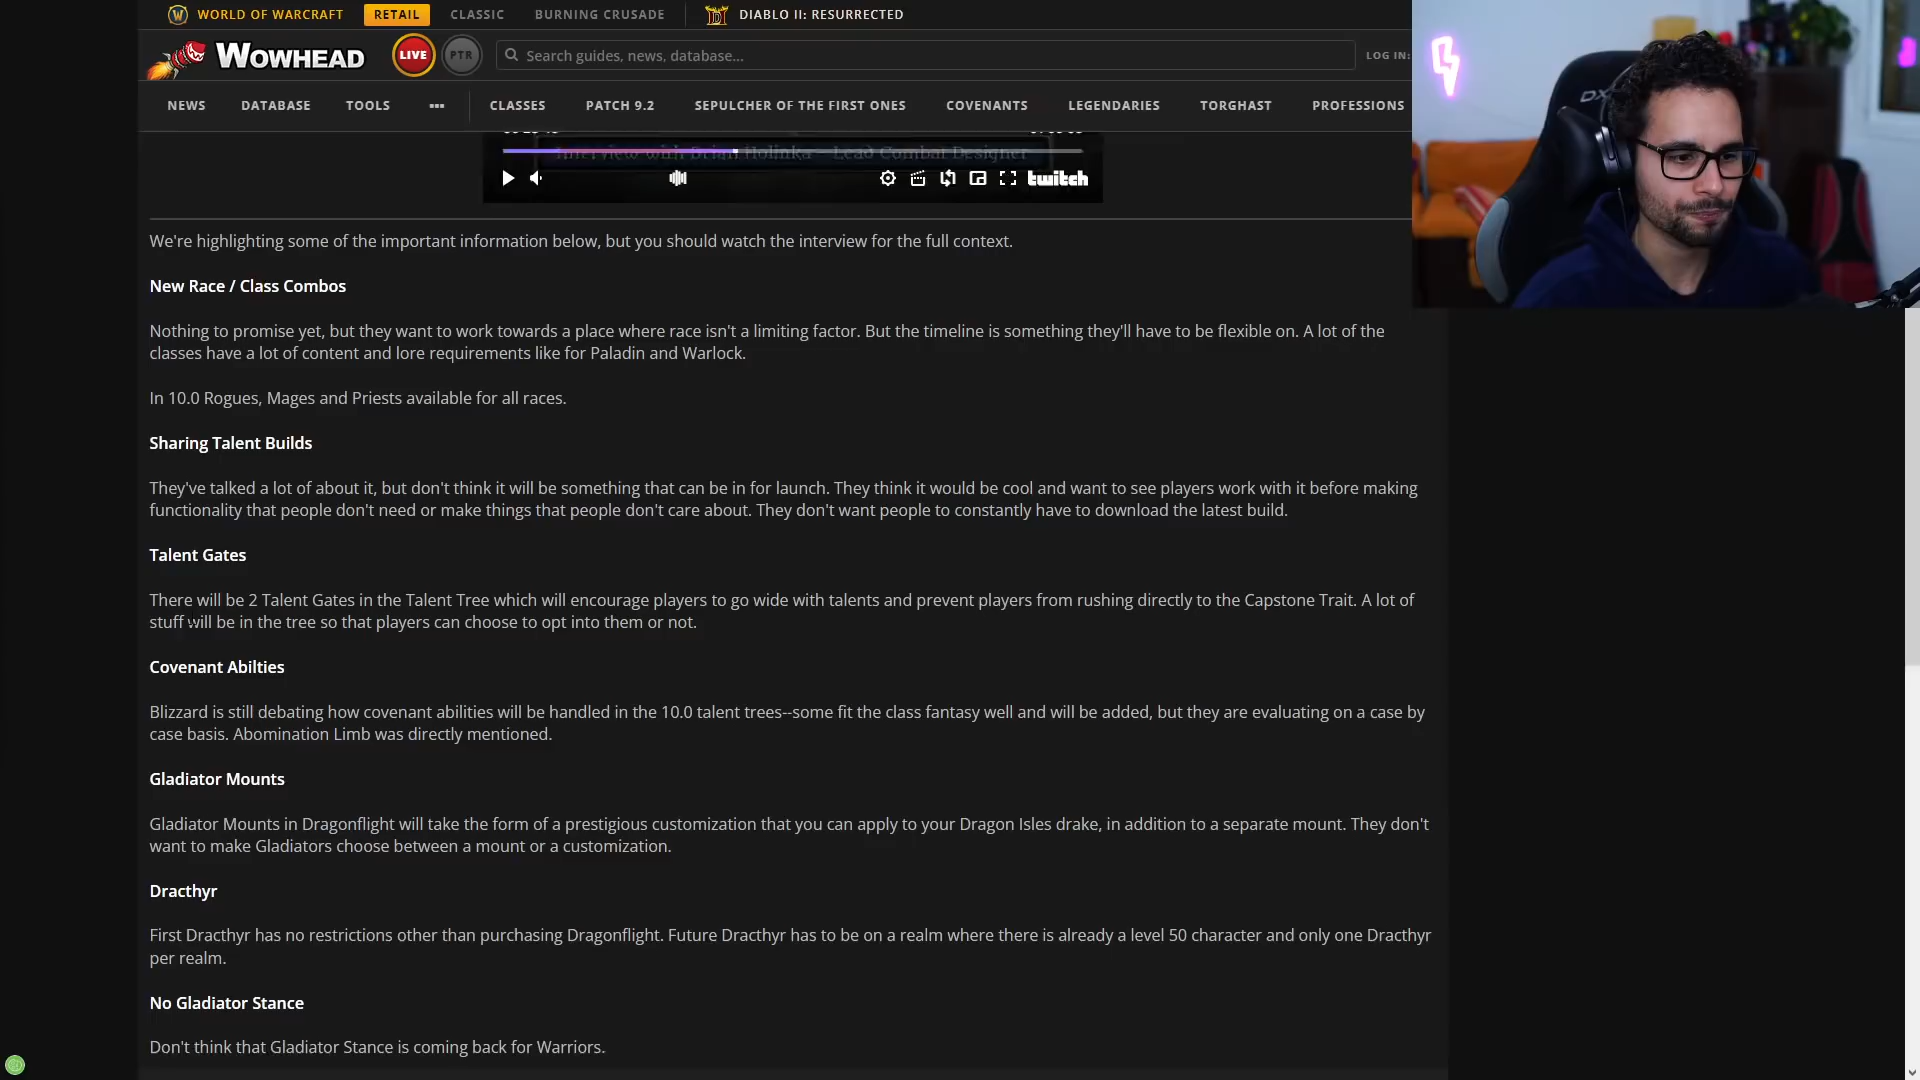 WORLD OF WARCRAFT RETAIL CLASSIC BURNING CRUSADE DIABLO II: RESURRECTED
WOWHEAD LIVE PTR Search guides, news, database... LOG IN:
NEWS DATABASE TOOLS ••• CLASSES PATCH 9.2 SEPULCHER OF THE FIRST ONES COVENANTS LEGENDARIES TORGHAST PROFESSIONS
Interview with Brian Holinka - Lead Combat Designer
twitch
We're highlighting some of the important information below, but you should watch the interview for the full context.
New Race / Class Combos
Nothing to promise yet, but they want to work towards a place where race isn't a limiting factor. But the timeline is something they'll have to be flexible on. A lot of the
classes have a lot of content and lore requirements like for Paladin and Warlock.
In 10.0 Rogues, Mages and Priests available for all races.
Sharing Talent Builds
They've talked a lot of about it, but don't think it will be something that can be in for launch. They think it would be cool and want to see players work with it before making
functionality that people don't need or make things that people don't care about. They don't want people to constantly have to download the latest build.
Talent Gates
There will be 2 Talent Gates in the Talent Tree which will encourage players to go wide with talents and prevent players from rushing directly to the Capstone Trait. A lot of
stuff will be in the tree so that players can choose to opt into them or not.
Covenant Abilties
Blizzard is still debating how covenant abilities will be handled in the 10.0 talent trees--some fit the class fantasy well and will be added, but they are evaluating on a case by
case basis. Abomination Limb was directly mentioned.
Gladiator Mounts
Gladiator Mounts in Dragonflight will take the form of a prestigious customization that you can apply to your Dragon Isles drake, in addition to a separate mount. They don't
want to make Gladiators choose between a mount or a customization.
Dracthyr
First Dracthyr has no restrictions other than purchasing Dragonflight. Future Dracthyr has to be on a realm where there is already a level 50 character and only one Dracthyr
per realm.
No Gladiator Stance
Don't think that Gladiator Stance is coming back for Warriors.